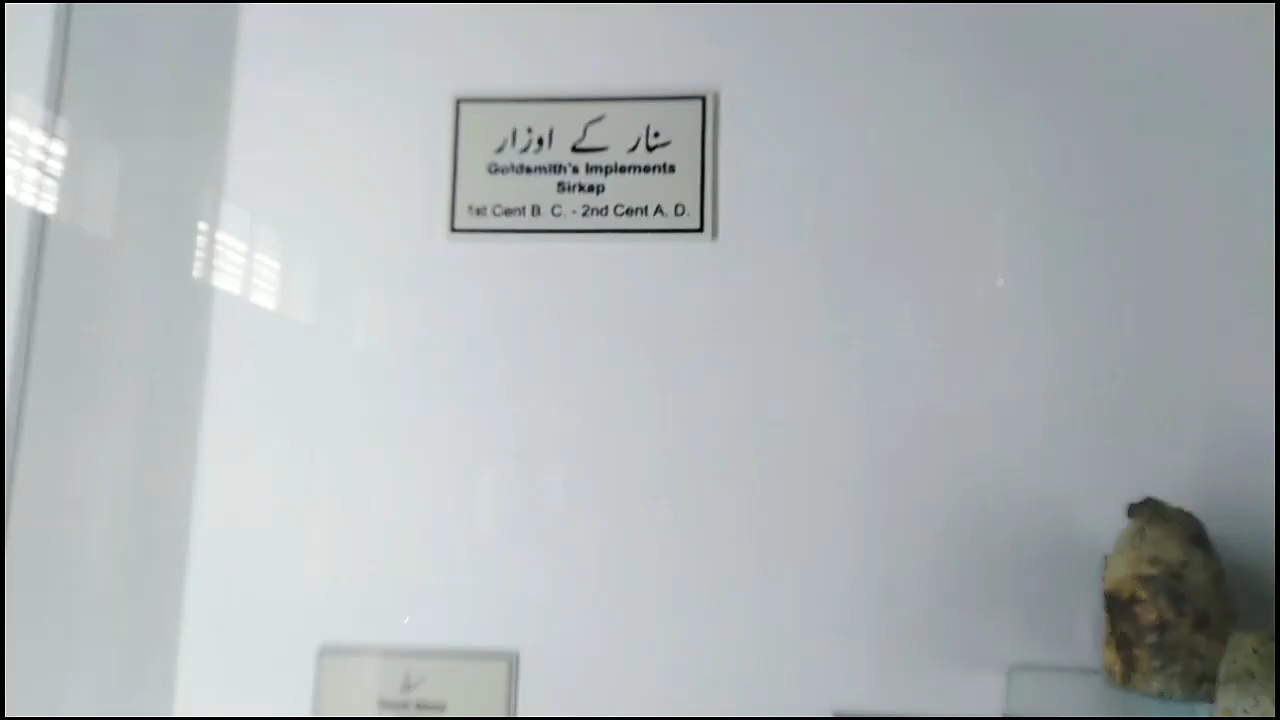 سنار کے اوزار
Goldsmith's Implements
Sirkap
1st Cent B. C. - 2nd Cent A. D.